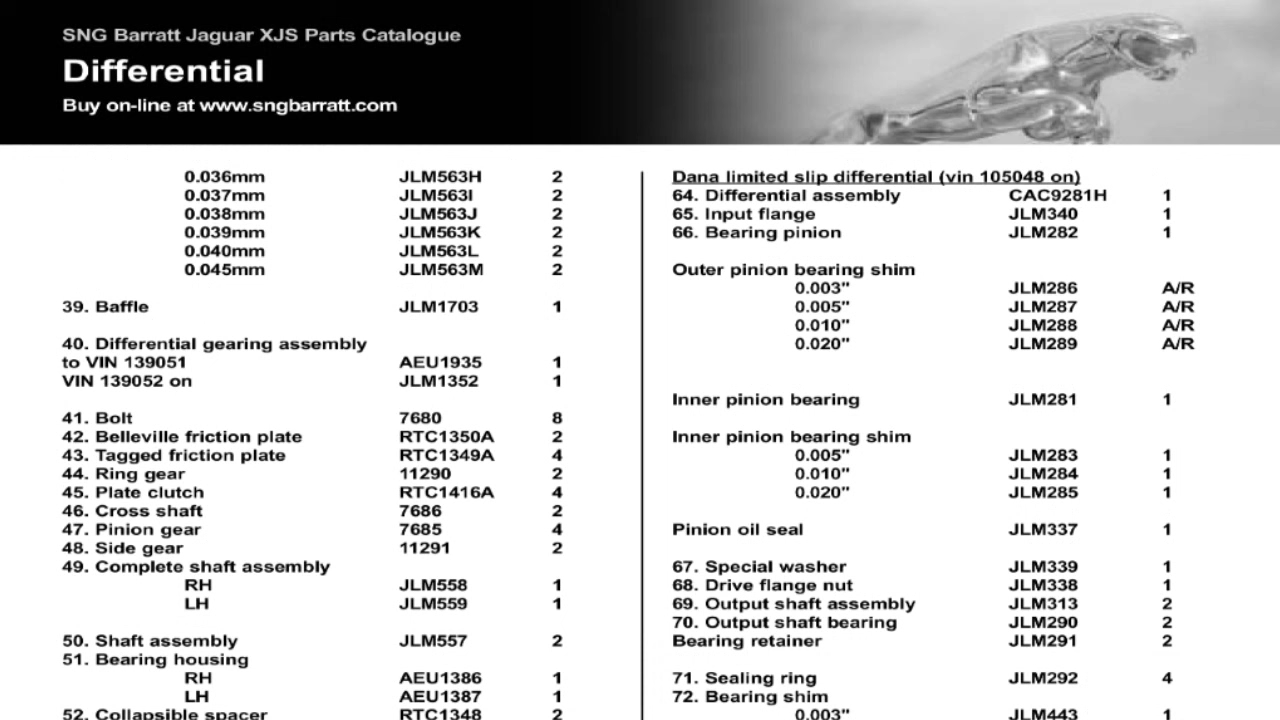 SNG Barratt Jaguar XJS Parts Catalogue
Differential
Buy on-line at www.sngbarratt.com
0.036mm JLM563H 2
0.037mm JLM563I 2
0.038mm JLM563J 2
0.039mm JLM563K 2
0.040mm JLM563L 2
0.045mm JLM563M 2
39. Baffle JLM1703 1
40. Differential gearing assembly
to VIN 139051 AEU1935 1
VIN 139052 on JLM1352 1
41. Bolt 7680 8
42. Belleville friction plate RTC1350A 2
43. Tagged friction plate RTC1349A 4
44. Ring gear 11290 2
45. Plate clutch RTC1416A 4
46. Cross shaft 7686 2
47. Pinion gear 7685 4
48. Side gear 11291 2
49. Complete shaft assembly
RH JLM558 1
LH JLM559 1
50. Shaft assembly JLM557 2
51. Bearing housing
RH AEU1386 1
LH AEU1387 1
52. Collapsible spacer RTC1348 2
Dana limited slip differential (vin 105048 on)
64. Differential assembly CAC9281H 1
65. Input flange JLM340 1
66. Bearing pinion JLM282 1
Outer pinion bearing shim
0.003" JLM286 A/R
0.005" JLM287 A/R
0.010" JLM288 A/R
0.020" JLM289 A/R
Inner pinion bearing JLM281 1
Inner pinion bearing shim
0.005" JLM283 1
0.010" JLM284 1
0.020" JLM285 1
Pinion oil seal JLM337 1
67. Special washer JLM339 1
68. Drive flange nut JLM338 1
69. Output shaft assembly JLM313 2
70. Output shaft bearing JLM290 2
Bearing retainer JLM291 2
71. Sealing ring JLM292 4
72. Bearing shim
0.003" JLM443 1